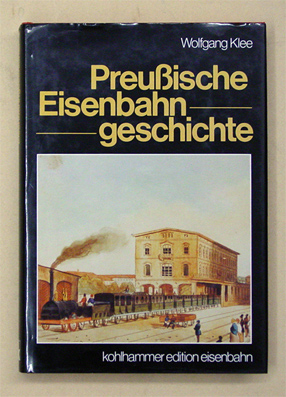 Wolfgang Klee
Preußische
Eisenbahn
geschichte
kohlhammer edition eisenbahn